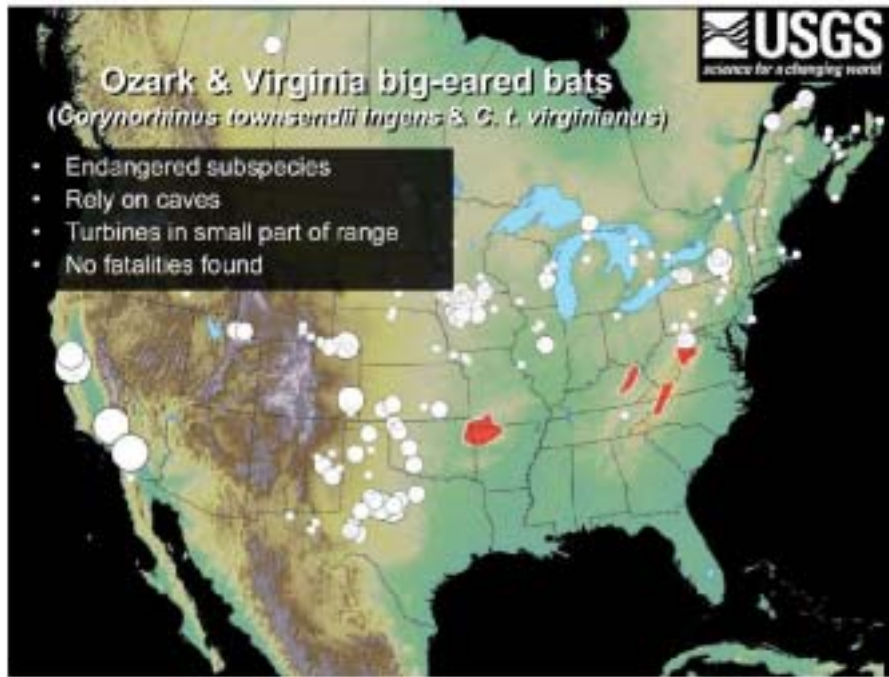 USGS
science for a changing world
Ozark & Virginia big-eared bats
(Corynorhinus townsendii ingens & C. t. virginianus)
• Endangered subspecies
• Rely on caves
• Turbines in small part of range
• No fatalities found